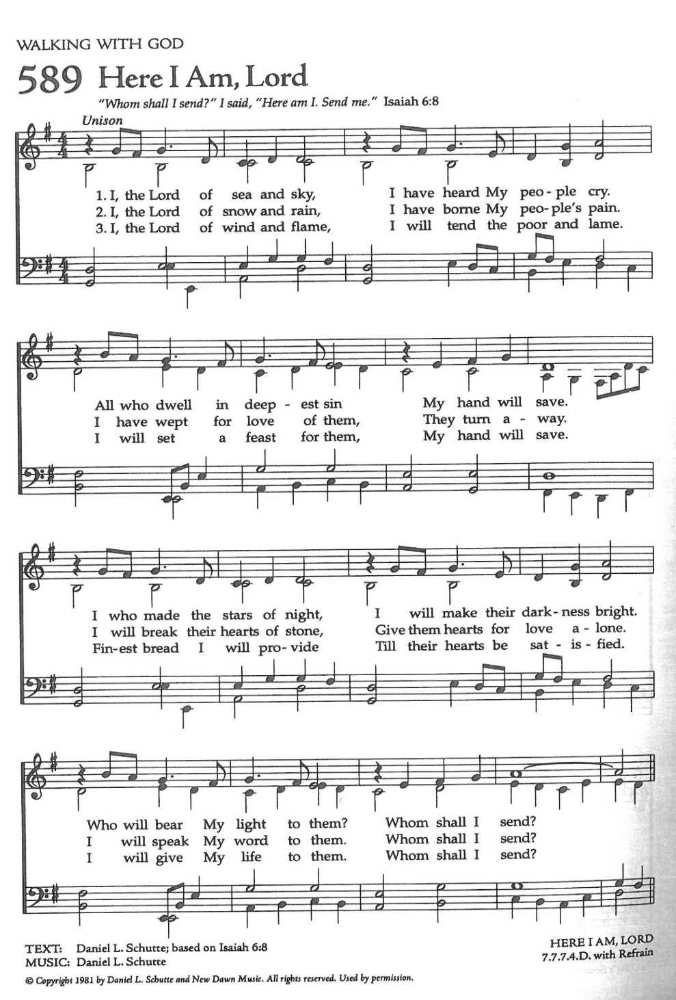 WALKING WITH GOD
589 Here I Am, Lord
"Whom shall I send?" I said, "Here am I. Send me." Isaiah 6:8
Unison
1. I, the Lord of sea and sky, I have heard My peo - ple cry.
2. I, the Lord of snow and rain, I have borne My peo - ple's pain.
3. I, the Lord of wind and flame, I will tend the poor and lame.
All who dwell in deep - est sin My hand will save.
I have wept for love of them, They turn a - way.
I will set a feast for them, My hand will save.
I who made the stars of night, I will make their dark - ness bright.
I will break their hearts of stone, Give them hearts for love a - lone.
Fin - est bread I will pro - vide Till their hearts be sat - is - fied.
Who will bear My light to them? Whom shall I send?
I will speak My word to them. Whom shall I send?
I will give My life to them. Whom shall I send?
TEXT: Daniel L. Schutte; based on Isaiah 6:8
MUSIC: Daniel L. Schutte
HERE I AM, LORD
7.7.7.4.D. with Refrain
© Copyright 1981 by Daniel L. Schutte and New Dawn Music. All rights reserved. Used by permission.